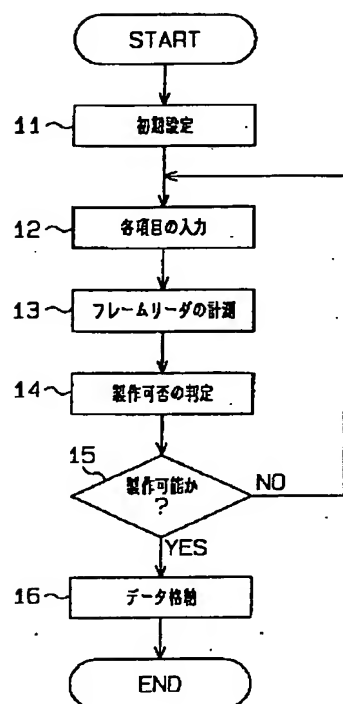 START
11
初期設定
12
各項目の入力
13
フレームリーダの計測
14
製作可否の判定
15
製作可能か
?
NO
YES
16
データ格納
END